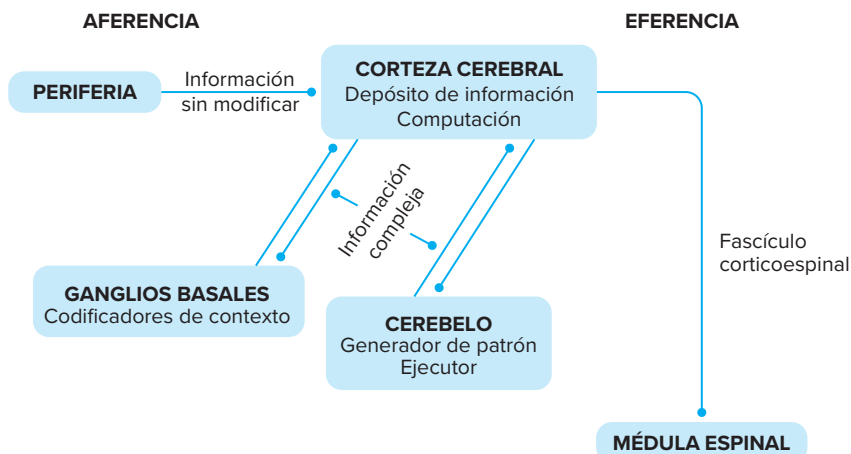 AFERENCIA
EFERENCIA
PERIFERIA
Información
sin modificar
CORTEZA CEREBRAL
Depósito de información
Computación
Información
compleja
GANGLIOS BASALES
Codificadores de contexto
CEREBELO
Generador de patrón
Ejecutor
Fascículo
corticoespinal
MÉDULA ESPINAL